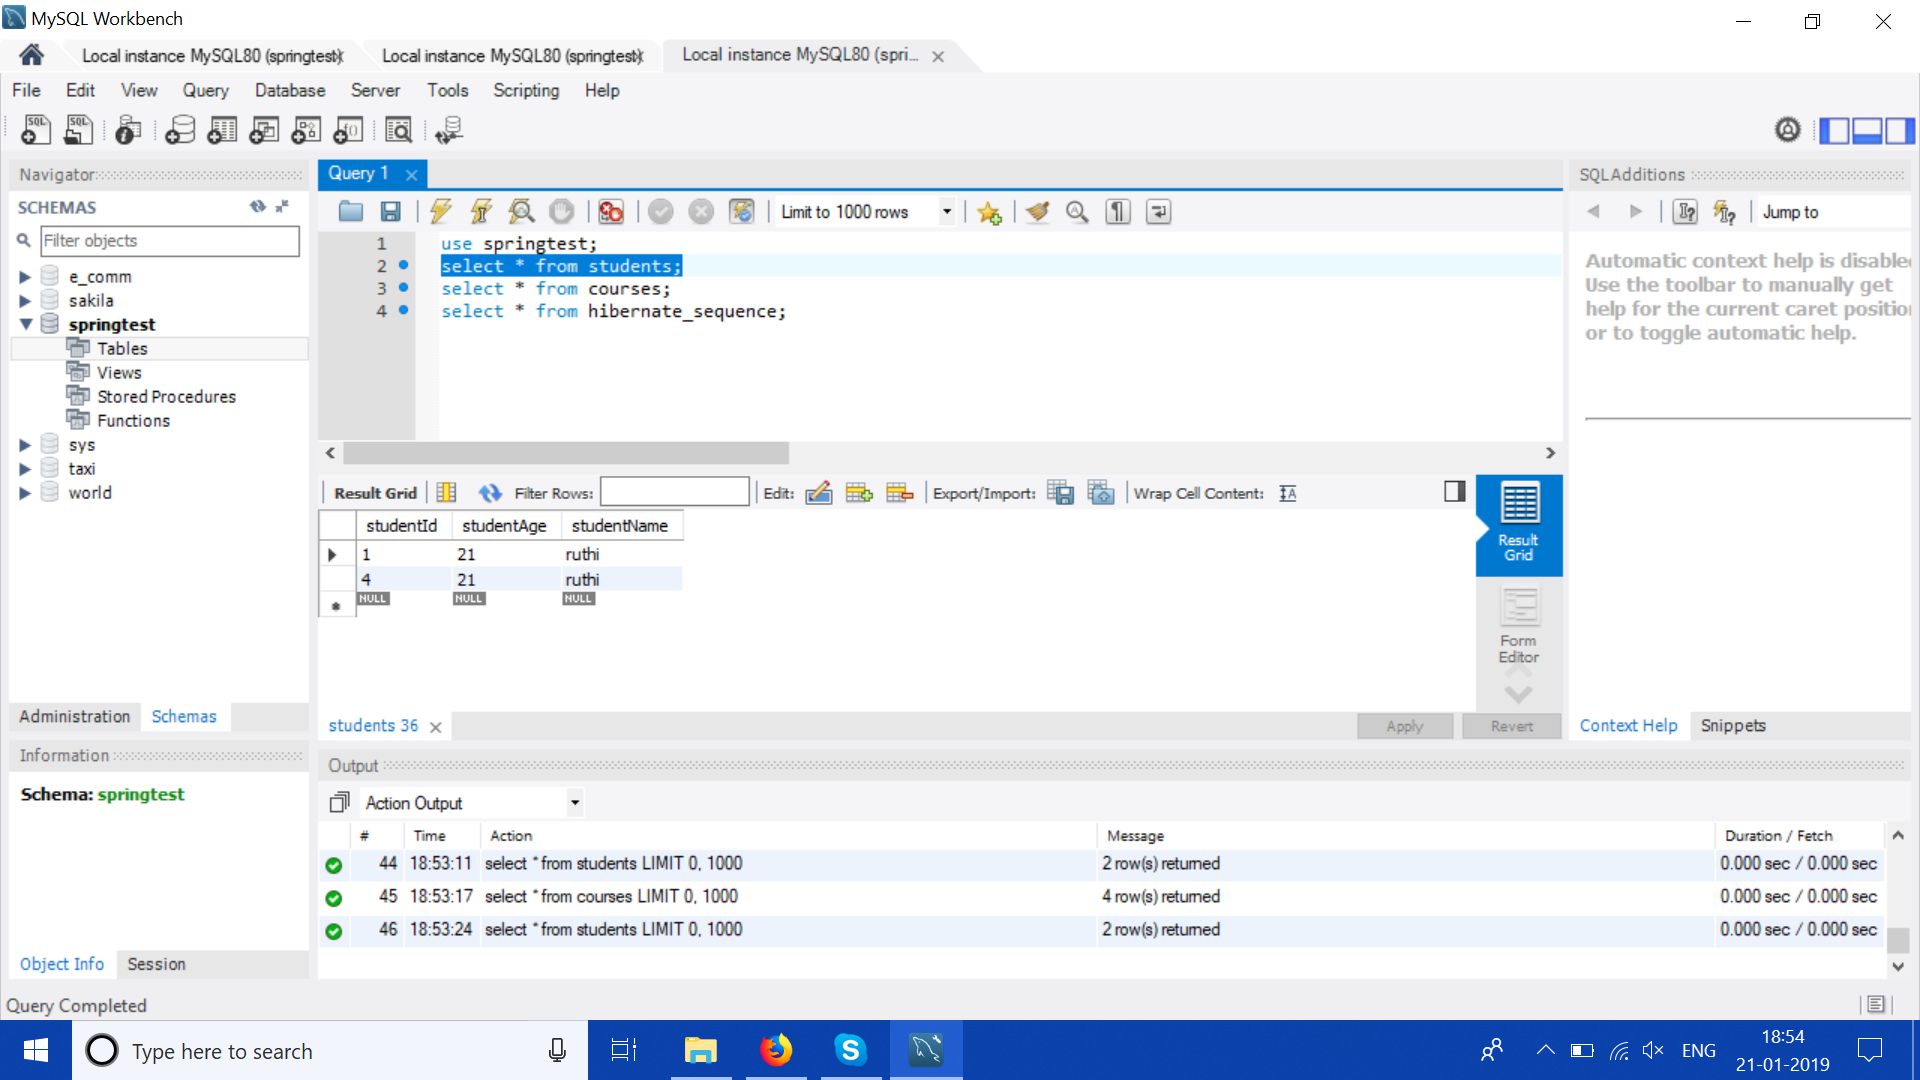 MySQL Workbench
Local instance MySQL80 (springtest)
Local instance MySQL80 (springtest)
Local instance MySQL80 (spri...
File Edit View Query Database Server Tools Scripting Help
Navigator
SCHEMAS
Filter objects
e_comm
sakila
springtest
Tables
Views
Stored Procedures
Functions
sys
taxi
world
Administration Schemas
Information
Schema: springtest
Object Info Session
Query 1
Limit to 1000 rows
1 use springtest;
2 select * from students;
3 select * from courses;
4 select * from hibernate_sequence;
Result Grid Filter Rows: Edit: Export/Import: Wrap Cell Content:
studentId studentAge studentName
1 21 ruthi
4 21 ruthi
NULL NULL NULL
Result Grid
Form Editor
students 36
Apply Revert
SQLAdditions
Jump to
Automatic context help is disable
Use the toolbar to manually get
help for the current caret position
or to toggle automatic help.
Context Help Snippets
Output
Action Output
# Time Action Message Duration / Fetch
44 18:53:11 select * from students LIMIT 0, 1000 2 row(s) returned 0.000 sec / 0.000 sec
45 18:53:17 select * from courses LIMIT 0, 1000 4 row(s) returned 0.000 sec / 0.000 sec
46 18:53:24 select * from students LIMIT 0, 1000 2 row(s) returned 0.000 sec / 0.000 sec
Query Completed
Type here to search
ENG
18:54
21-01-2019